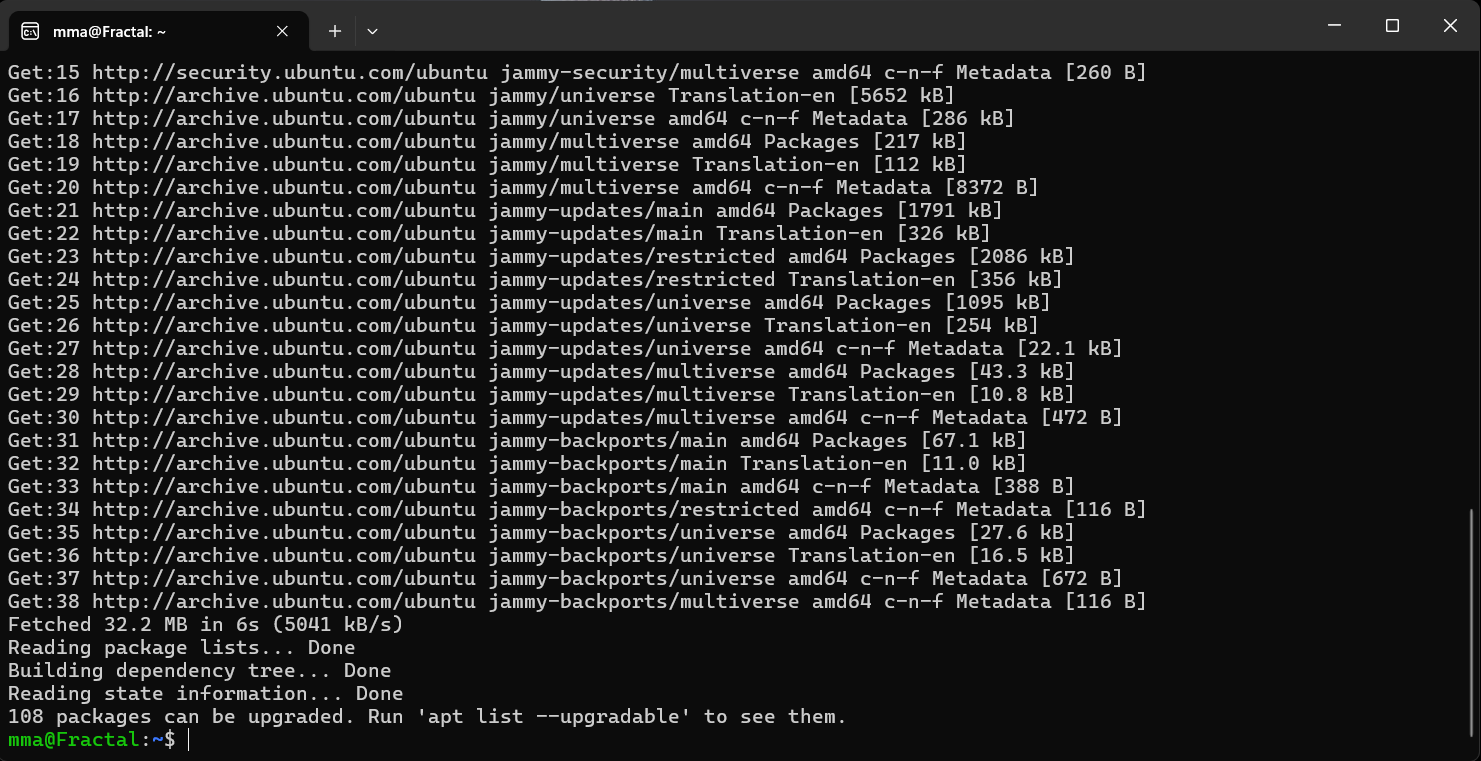 mma@Fractal: ~
Get:15 http://security.ubuntu.com/ubuntu jammy-security/multiverse amd64 c-n-f Metadata [260 B]
Get:16 http://archive.ubuntu.com/ubuntu jammy/universe Translation-en [5652 kB]
Get:17 http://archive.ubuntu.com/ubuntu jammy/universe amd64 c-n-f Metadata [286 kB]
Get:18 http://archive.ubuntu.com/ubuntu jammy/multiverse amd64 Packages [217 kB]
Get:19 http://archive.ubuntu.com/ubuntu jammy/multiverse Translation-en [112 kB]
Get:20 http://archive.ubuntu.com/ubuntu jammy/multiverse amd64 c-n-f Metadata [8372 B]
Get:21 http://archive.ubuntu.com/ubuntu jammy-updates/main amd64 Packages [1791 kB]
Get:22 http://archive.ubuntu.com/ubuntu jammy-updates/main Translation-en [326 kB]
Get:23 http://archive.ubuntu.com/ubuntu jammy-updates/restricted amd64 Packages [2086 kB]
Get:24 http://archive.ubuntu.com/ubuntu jammy-updates/restricted Translation-en [356 kB]
Get:25 http://archive.ubuntu.com/ubuntu jammy-updates/universe amd64 Packages [1095 kB]
Get:26 http://archive.ubuntu.com/ubuntu jammy-updates/universe Translation-en [254 kB]
Get:27 http://archive.ubuntu.com/ubuntu jammy-updates/universe amd64 c-n-f Metadata [22.1 kB]
Get:28 http://archive.ubuntu.com/ubuntu jammy-updates/multiverse amd64 Packages [43.3 kB]
Get:29 http://archive.ubuntu.com/ubuntu jammy-updates/multiverse Translation-en [10.8 kB]
Get:30 http://archive.ubuntu.com/ubuntu jammy-updates/multiverse amd64 c-n-f Metadata [472 B]
Get:31 http://archive.ubuntu.com/ubuntu jammy-backports/main amd64 Packages [67.1 kB]
Get:32 http://archive.ubuntu.com/ubuntu jammy-backports/main Translation-en [11.0 kB]
Get:33 http://archive.ubuntu.com/ubuntu jammy-backports/main amd64 c-n-f Metadata [388 B]
Get:34 http://archive.ubuntu.com/ubuntu jammy-backports/restricted amd64 c-n-f Metadata [116 B]
Get:35 http://archive.ubuntu.com/ubuntu jammy-backports/universe amd64 Packages [27.6 kB]
Get:36 http://archive.ubuntu.com/ubuntu jammy-backports/universe Translation-en [16.5 kB]
Get:37 http://archive.ubuntu.com/ubuntu jammy-backports/universe amd64 c-n-f Metadata [672 B]
Get:38 http://archive.ubuntu.com/ubuntu jammy-backports/multiverse amd64 c-n-f Metadata [116 B]
Fetched 32.2 MB in 6s (5041 kB/s)
Reading package lists... Done
Building dependency tree... Done
Reading state information... Done
108 packages can be upgraded. Run 'apt list --upgradable' to see them.
mma@Fractal:~$